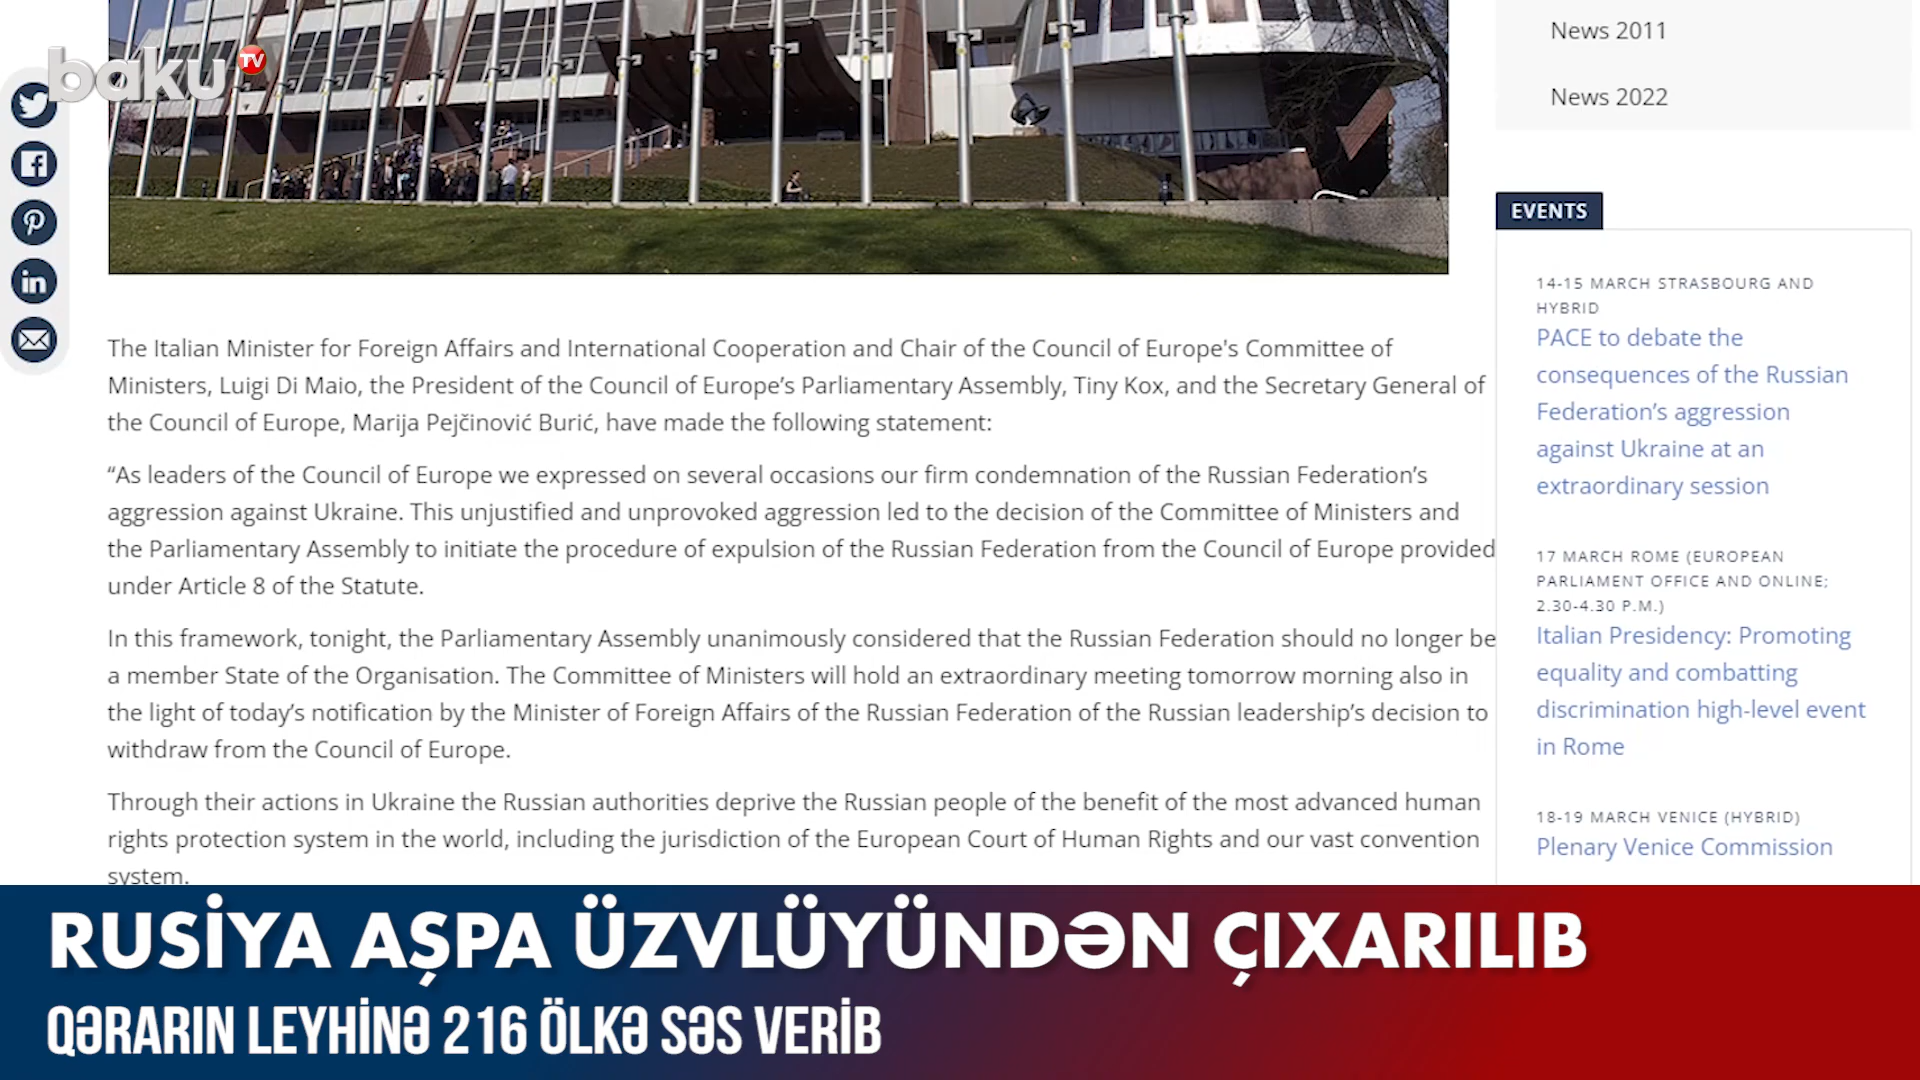 baku TV
The Italian Minister for Foreign Affairs and International Cooperation and Chair of the Council of Europe's Committee of
Ministers, Luigi Di Maio, the President of the Council of Europe’s Parliamentary Assembly, Tiny Kox, and the Secretary General of
the Council of Europe, Marija Pejčinović Burić, have made the following statement:
“As leaders of the Council of Europe we expressed on several occasions our firm condemnation of the Russian Federation’s
aggression against Ukraine. This unjustified and unprovoked aggression led to the decision of the Committee of Ministers and
the Parliamentary Assembly to initiate the procedure of expulsion of the Russian Federation from the Council of Europe provided
under Article 8 of the Statute.
In this framework, tonight, the Parliamentary Assembly unanimously considered that the Russian Federation should no longer be
a member State of the Organisation. The Committee of Ministers will hold an extraordinary meeting tomorrow morning also in
the light of today’s notification by the Minister of Foreign Affairs of the Russian Federation of the Russian leadership’s decision to
withdraw from the Council of Europe.
Through their actions in Ukraine the Russian authorities deprive the Russian people of the benefit of the most advanced human
rights protection system in the world, including the jurisdiction of the European Court of Human Rights and our vast convention
system.
News 2011
News 2022
EVENTS
14-15 MARCH STRASBOURG AND
HYBRID
PACE to debate the
consequences of the Russian
Federation’s aggression
against Ukraine at an
extraordinary session
17 MARCH ROME (EUROPEAN
PARLIAMENT OFFICE AND ONLINE;
2.30-4.30 P.M.)
Italian Presidency: Promoting
equality and combatting
discrimination high-level event
in Rome
18-19 MARCH VENICE (HYBRID)
Plenary Venice Commission
RUSİYA AŞPA ÜZVLÜYÜNDƏN ÇIXARILIB
QƏRARIN LEYHİNƏ 216 ÖLKƏ SƏS VERİB